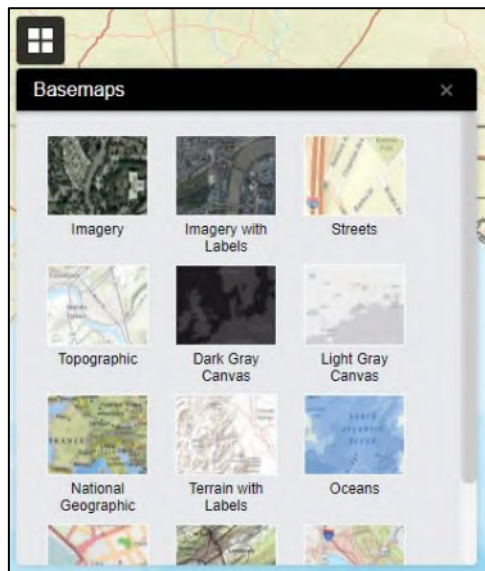 Basemaps
Imagery
Imagery with
Labels
Streets
Topographic
Dark Gray
Canvas
Light Gray
Canvas
FRANCE
National
Geographic
Terrain with
Labels
Oceans